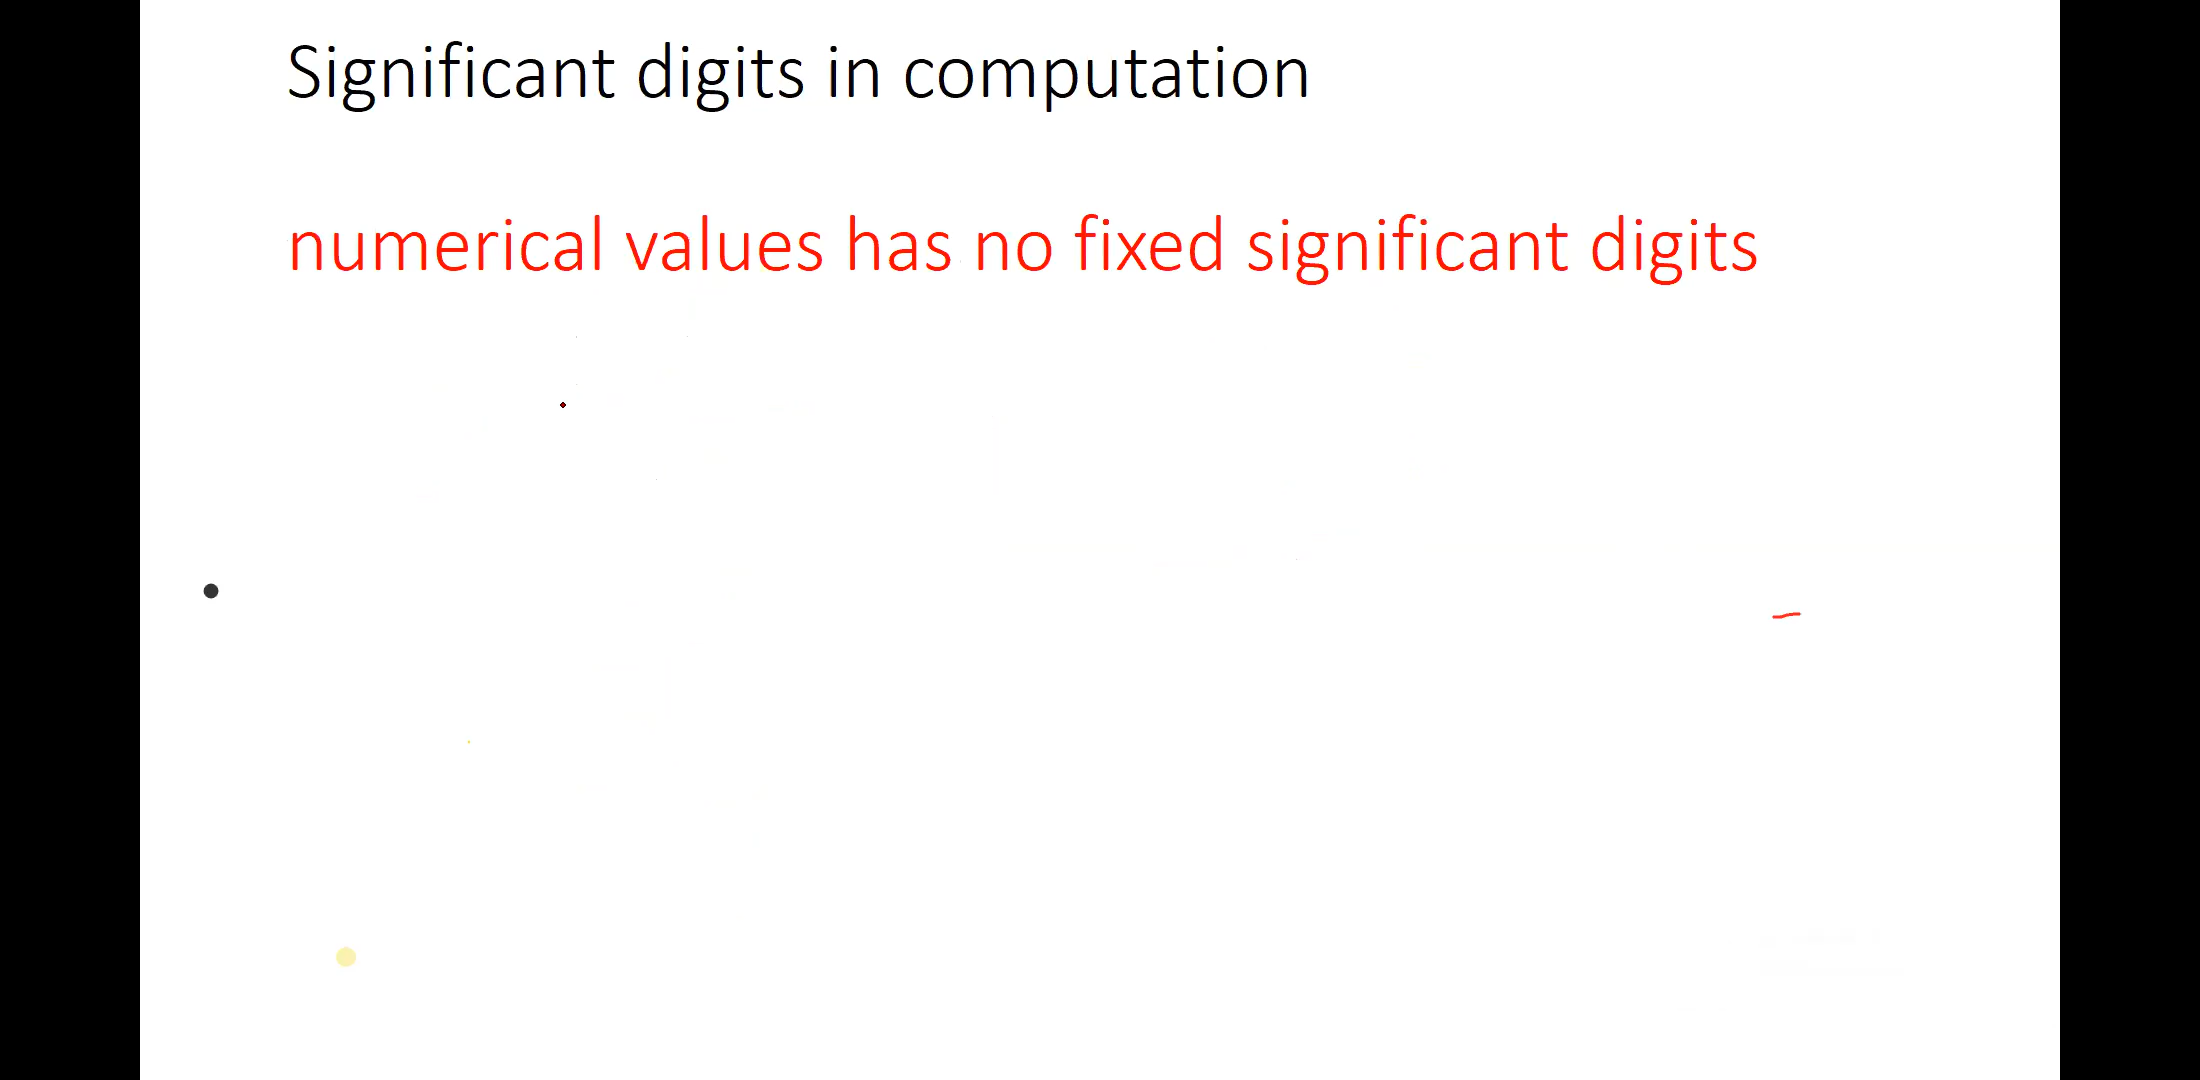 Significant digits in computation
numerical values has no fixed significant digits